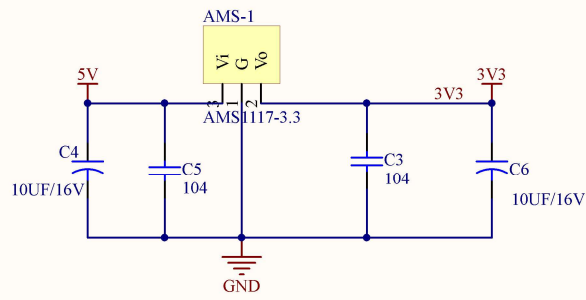 AMS-1
Vi
G
Vo
5V
3V3
3V3
3
1
2
AMS1117-3.3
C4
10UF/16V
C5
104
C3
104
C6
10UF/16V
GND